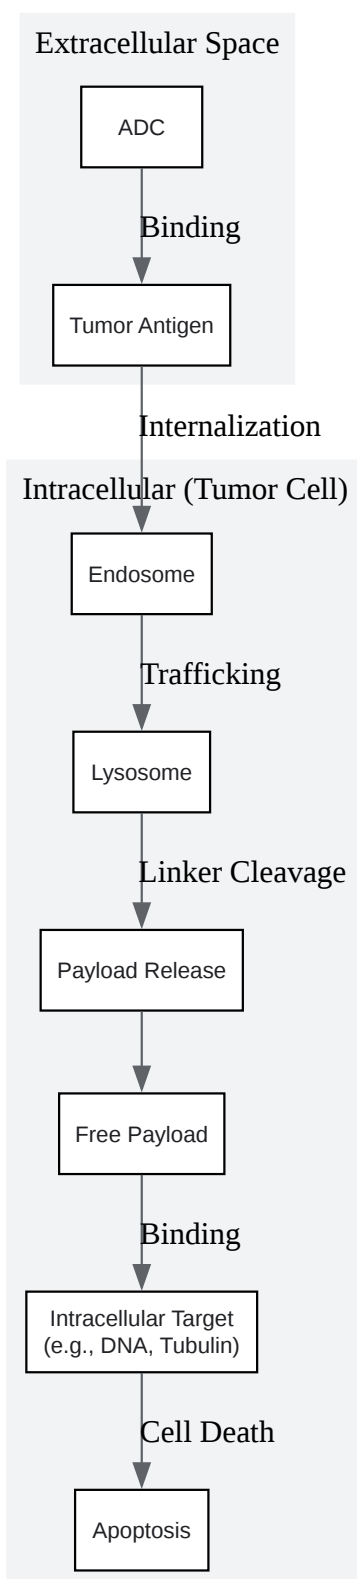 Extracellular Space
ADC
Binding
Tumor Antigen
Internalization
Intracellular (Tumor Cell)
Endosome
Trafficking
Lysosome
Linker Cleavage
Payload Release
Free Payload
Binding
Intracellular Target
(e.g., DNA, Tubulin)
Cell Death
Apoptosis